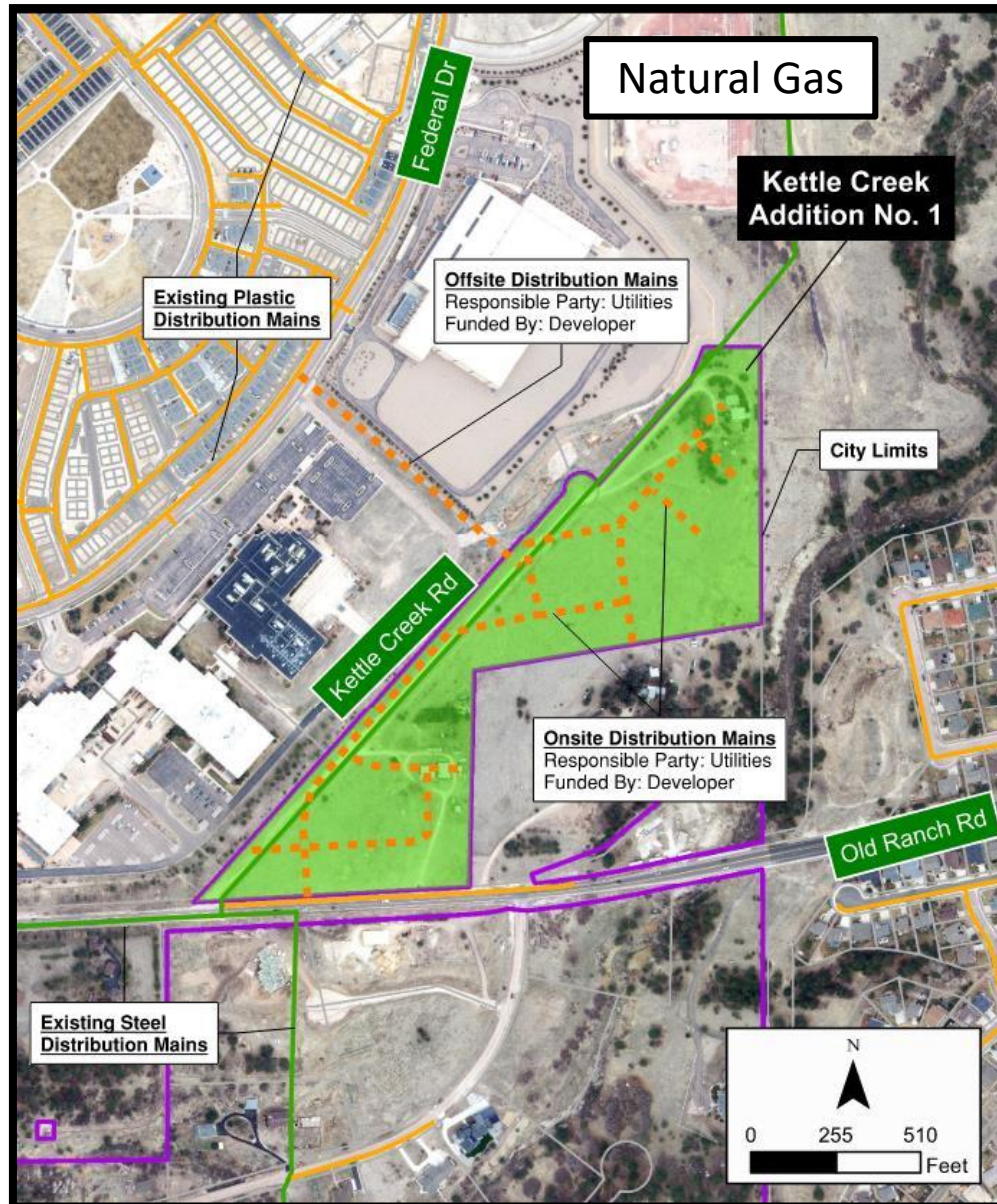 Natural Gas
Federal Dr
Kettle Creek
Addition No. 1
Offsite Distribution Mains
Responsible Party: Utilities
Funded By: Developer
Existing Plastic
Distribution Mains
City Limits
Kettle Creek Rd
Onsite Distribution Mains
Responsible Party: Utilities
Funded By: Developer
Old Ranch Rd
Existing Steel
Distribution Mains
N
0 255 510
Feet